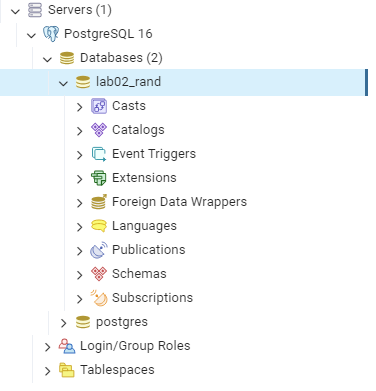 Servers (1)
PostgreSQL 16
Databases (2)
lab02_rand
Casts
Catalogs
Event Triggers
Extensions
Foreign Data Wrappers
Languages
Publications
Schemas
Subscriptions
postgres
Login/Group Roles
Tablespaces